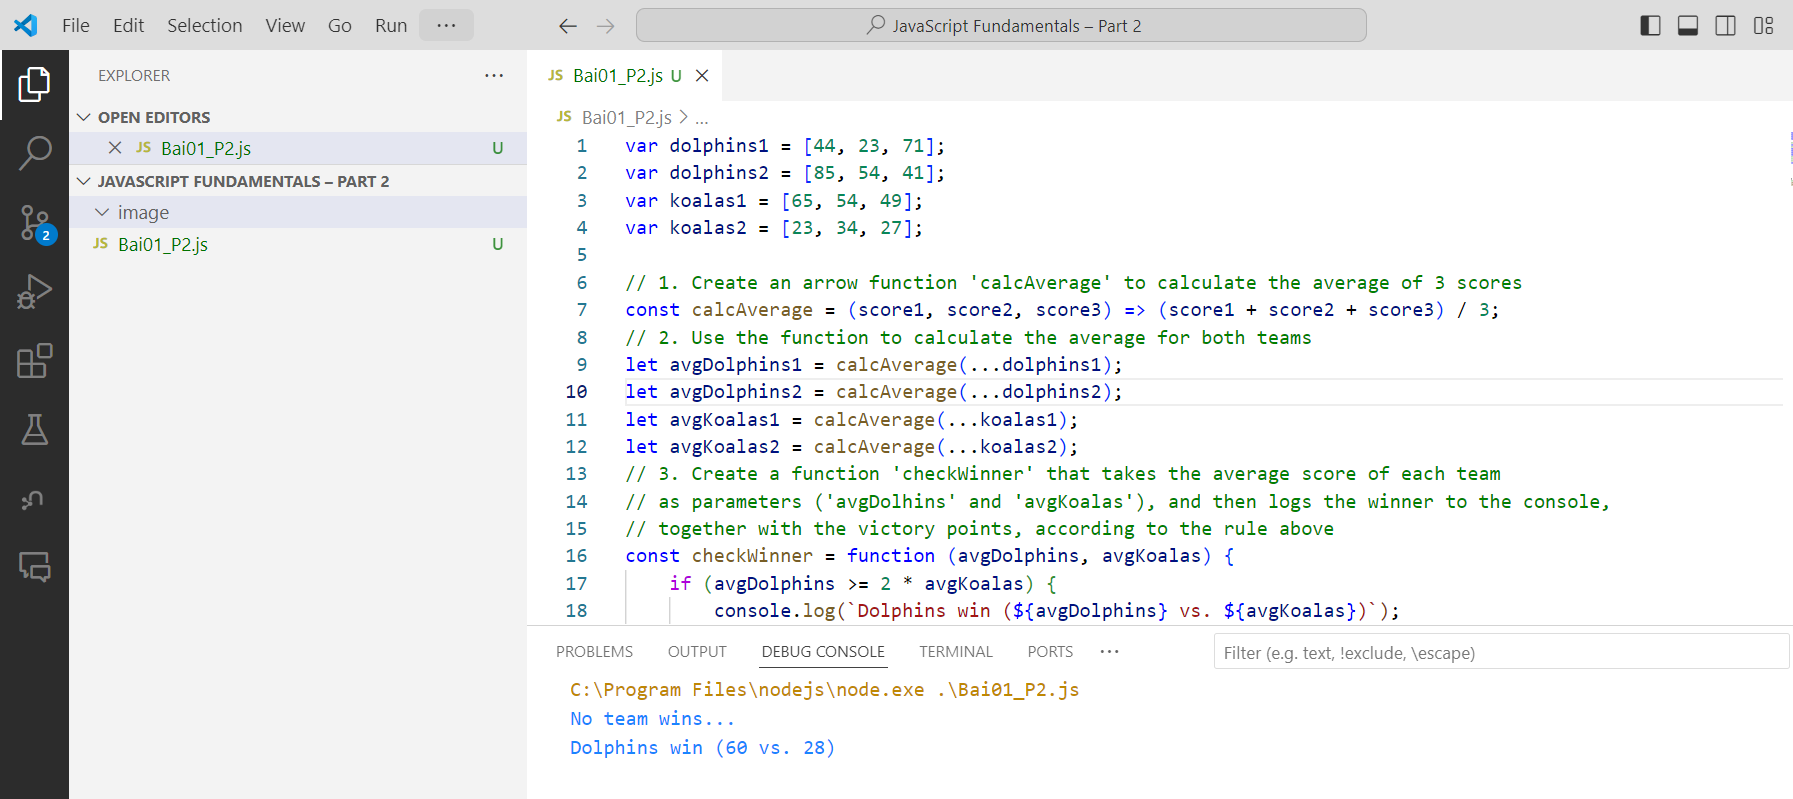 File Edit Selection View Go Run ··· JavaScript Fundamentals – Part 2
EXPLORER ···
OPEN EDITORS
JS Bai01_P2.js U
JAVASCRIPT FUNDAMENTALS – PART 2
image
JS Bai01_P2.js U
2
JS Bai01_P2.js U
JS Bai01_P2.js > ...
1 var dolphins1 = [44, 23, 71];
2 var dolphins2 = [85, 54, 41];
3 var koalas1 = [65, 54, 49];
4 var koalas2 = [23, 34, 27];
5
6 // 1. Create an arrow function 'calcAverage' to calculate the average of 3 scores
7 const calcAverage = (score1, score2, score3) => (score1 + score2 + score3) / 3;
8 // 2. Use the function to calculate the average for both teams
9 let avgDolphins1 = calcAverage(...dolphins1);
10 let avgDolphins2 = calcAverage(...dolphins2);
11 let avgKoalas1 = calcAverage(...koalas1);
12 let avgKoalas2 = calcAverage(...koalas2);
13 // 3. Create a function 'checkWinner' that takes the average score of each team
14 // as parameters ('avgDolhins' and 'avgKoalas'), and then logs the winner to the console,
15 // together with the victory points, according to the rule above
16 const checkWinner = function (avgDolphins, avgKoalas) {
17 if (avgDolphins >= 2 * avgKoalas) {
18 console.log(`Dolphins win (${avgDolphins} vs. ${avgKoalas})`);
PROBLEMS OUTPUT DEBUG CONSOLE TERMINAL PORTS ··· Filter (e.g. text, !exclude, \escape)
C:\Program Files\nodejs\node.exe .\Bai01_P2.js
No team wins...
Dolphins win (60 vs. 28)